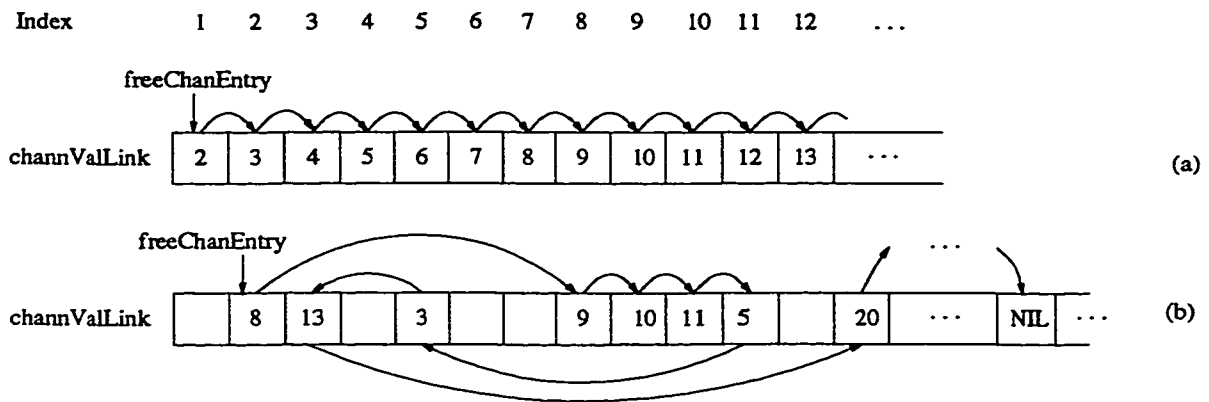 Index 1 2 3 4 5 6 7 8 9 10 11 12 ...
freeChanEntry
channValLink 2 3 4 5 6 7 8 9 10 11 12 13 ... (a)
freeChanEntry ...
channValLink 8 13 3 9 10 11 5 20 ... NIL ... (b)